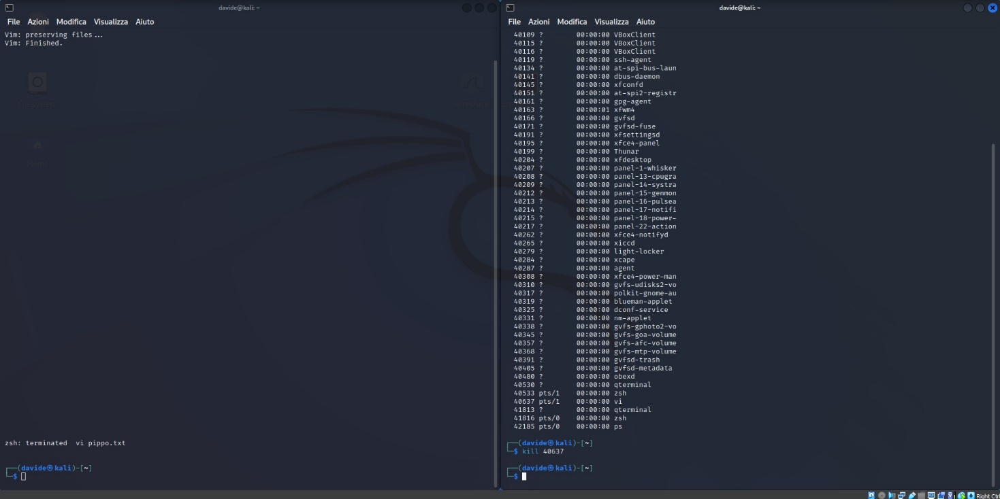 davide@kali: ~
File Azioni Modifica Visualizza Aiuto
Vim: preserving files...
Vim: Finished.
zsh: terminated  vi pippo.txt
┌──(davide㉿kali)-[~]
└─$
davide@kali: ~
File Azioni Modifica Visualizza Aiuto
40109 ?        00:00:00 VBoxClient
40115 ?        00:00:00 VBoxClient
40116 ?        00:00:00 VBoxClient
40119 ?        00:00:00 ssh-agent
40134 ?        00:00:00 at-spi-bus-laun
40141 ?        00:00:00 dbus-daemon
40145 ?        00:00:00 xfconfd
40151 ?        00:00:00 at-spi2-registr
40161 ?        00:00:00 gpg-agent
40163 ?        00:00:01 xfwm4
40166 ?        00:00:00 gvfsd
40171 ?        00:00:00 gvfsd-fuse
40191 ?        00:00:00 xfsettingsd
40195 ?        00:00:00 xfce4-panel
40199 ?        00:00:00 Thunar
40204 ?        00:00:00 xfdesktop
40207 ?        00:00:00 panel-1-whisker
40208 ?        00:00:00 panel-13-cpugra
40209 ?        00:00:00 panel-14-systra
40212 ?        00:00:00 panel-15-genmon
40213 ?        00:00:00 panel-16-pulsea
40214 ?        00:00:00 panel-17-notifi
40215 ?        00:00:00 panel-18-power-
40217 ?        00:00:00 panel-22-action
40262 ?        00:00:00 xfce4-notifyd
40265 ?        00:00:00 xiccd
40279 ?        00:00:00 light-locker
40284 ?        00:00:00 xcape
40287 ?        00:00:00 agent
40308 ?        00:00:00 xfce4-power-man
40310 ?        00:00:00 gvfs-udisks2-vo
40317 ?        00:00:00 polkit-gnome-au
40319 ?        00:00:00 blueman-applet
40325 ?        00:00:00 dconf-service
40331 ?        00:00:00 nm-applet
40338 ?        00:00:00 gvfs-gphoto2-vo
40345 ?        00:00:00 gvfs-goa-volume
40357 ?        00:00:00 gvfs-afc-volume
40368 ?        00:00:00 gvfs-mtp-volume
40391 ?        00:00:00 gvfsd-trash
40405 ?        00:00:00 gvfsd-metadata
40480 ?        00:00:00 obexd
40530 ?        00:00:00 qterminal
40533 pts/1    00:00:00 zsh
40637 pts/1    00:00:00 vi
41813 ?        00:00:00 qterminal
41816 pts/0    00:00:00 zsh
42185 pts/0    00:00:00 ps
┌──(davide㉿kali)-[~]
└─$ kill 40637
┌──(davide㉿kali)-[~]
└─$
Right Ctrl